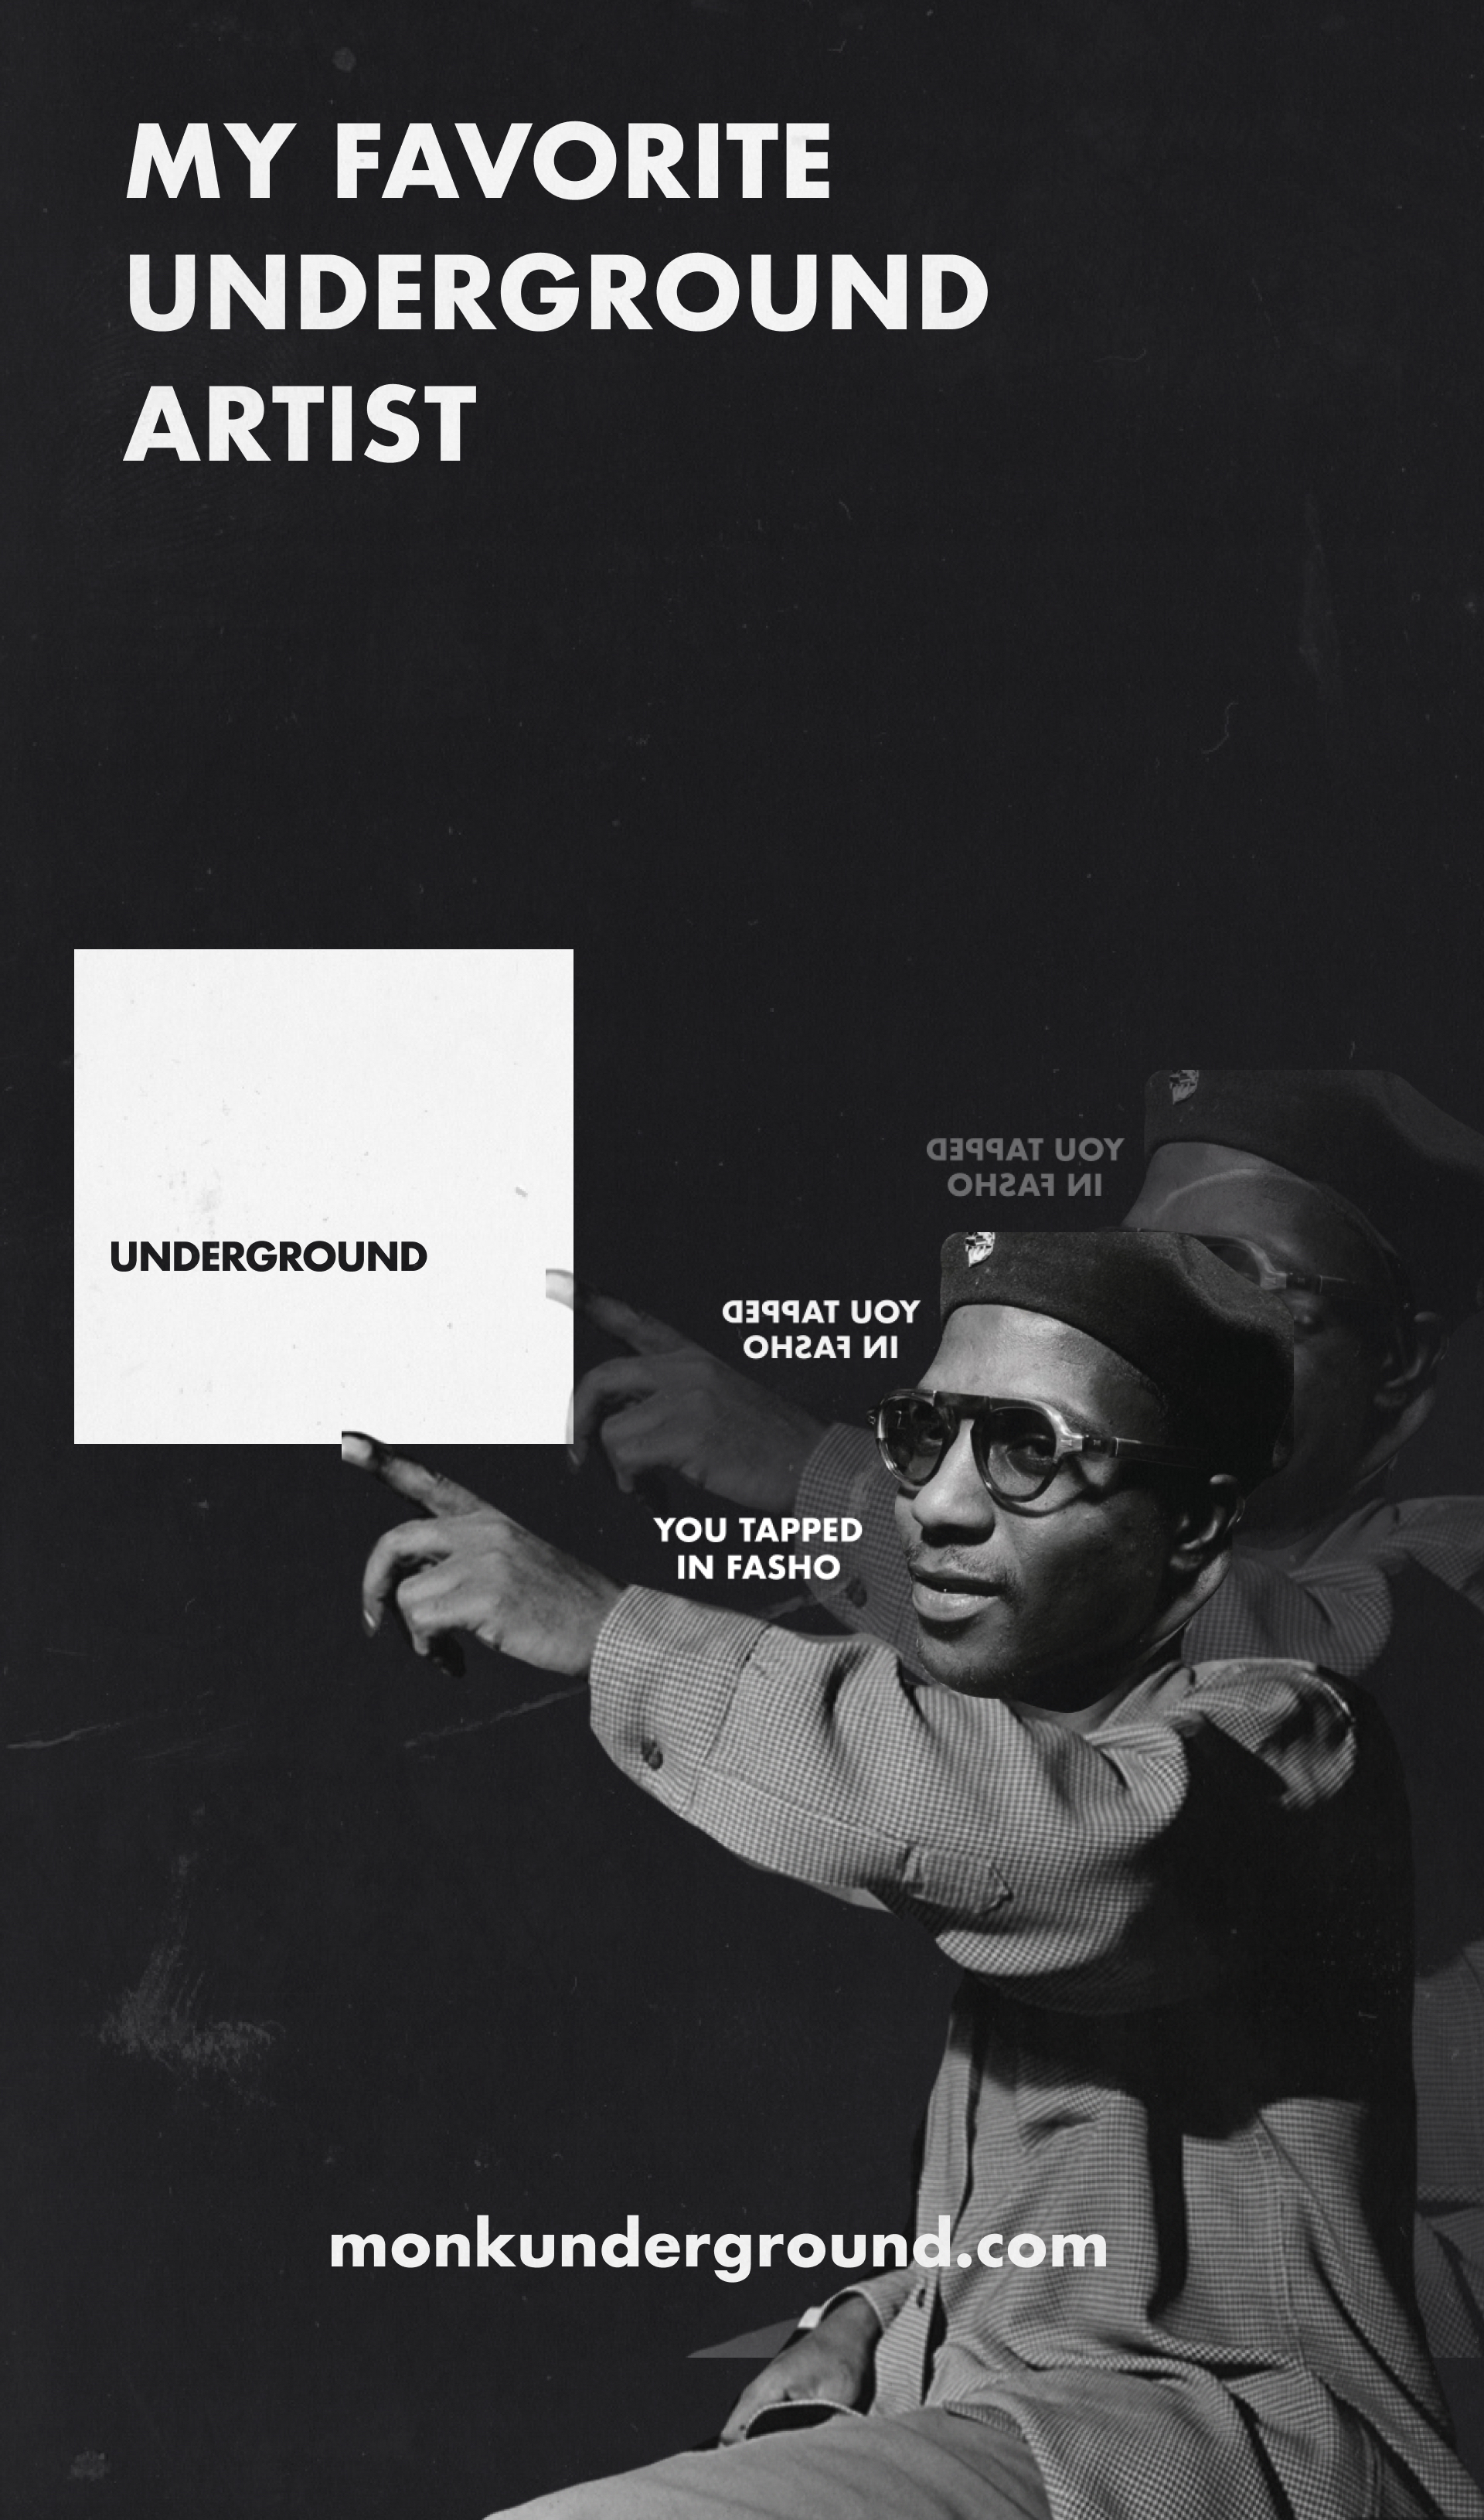 MY FAVORITE
UNDERGROUND
ARTIST
YOU TAPPED
IN FASHO
UNDERGROUND
YOU TAPPED
IN FASHO
YOU TAPPED
IN FASHO
monkunderground.com